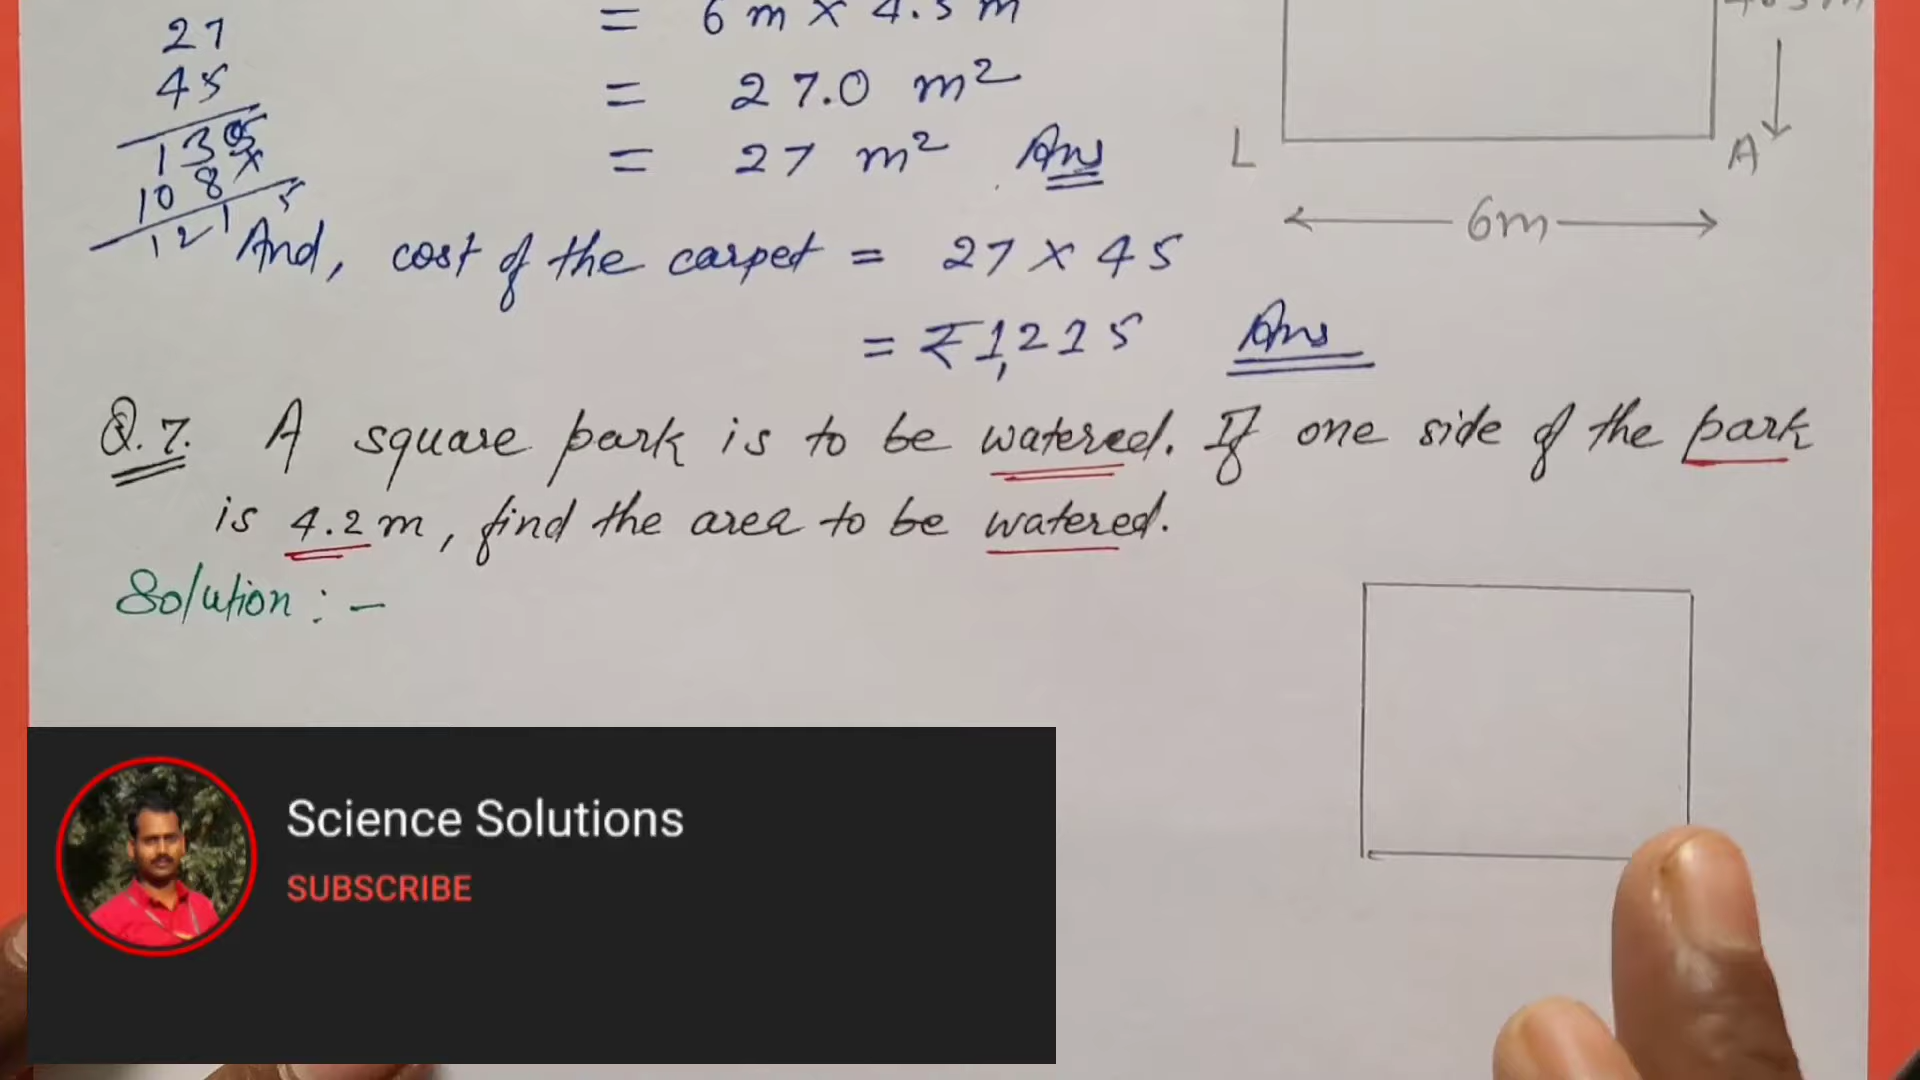 27
45
135
108x
1215
= 6 m x 4.5 m
= 27.0 m²
= 27 m² Ans
L A
6m
And, cost of the carpet = 27 x 45
= ₹1,215 Ans
Q.7. A square park is to be watered. If one side of the park
is 4.2 m, find the area to be watered.
Solution : -
Science Solutions
SUBSCRIBE